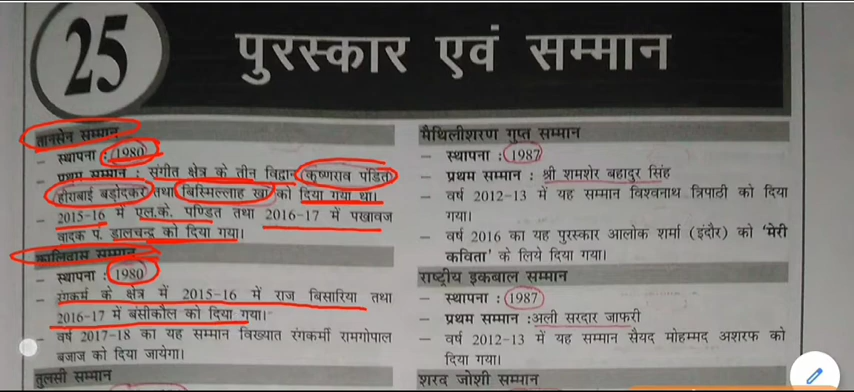 25
पुरस्कार एवं सम्मान
तानसेन सम्मान
– स्थापना : 1980
– प्रथम सम्मान : संगीत क्षेत्र के तीन विद्वान कृष्णराव पंडित
हीराबाई बड़ोदकर तथा बिस्मिल्लाह खां को दिया गया था।
– 2015-16 में एल.के. पण्डित तथा 2016-17 में पखावज
वादक पं. डालचन्द्र को दिया गया।
कालिदास सम्मान
– स्थापना : 1980
– रंगकर्म के क्षेत्र में 2015-16 में राज बिसारिया तथा
2016-17 में बंसीकौल को दिया गया।
– वर्ष 2017-18 का यह सम्मान विख्यात रंगकर्मी रामगोपाल
बजाज को दिया जायेगा।
तुलसी सम्मान
मैथिलीशरण गुप्त सम्मान
– स्थापना : 1987
– प्रथम सम्मान : श्री शमशेर बहादुर सिंह
– वर्ष 2012-13 में यह सम्मान विश्वनाथ त्रिपाठी को दिया
गया।
– वर्ष 2016 का यह पुरस्कार आलोक शर्मा (इंदौर) को 'मेरी
कविता' के लिये दिया गया।
राष्ट्रीय इकबाल सम्मान
– स्थापना : 1987
– प्रथम सम्मान :अली सरदार जाफरी
– वर्ष 2012-13 में यह सम्मान सैयद मोहम्मद अशरफ को
दिया गया।
शरद जोशी सम्मान